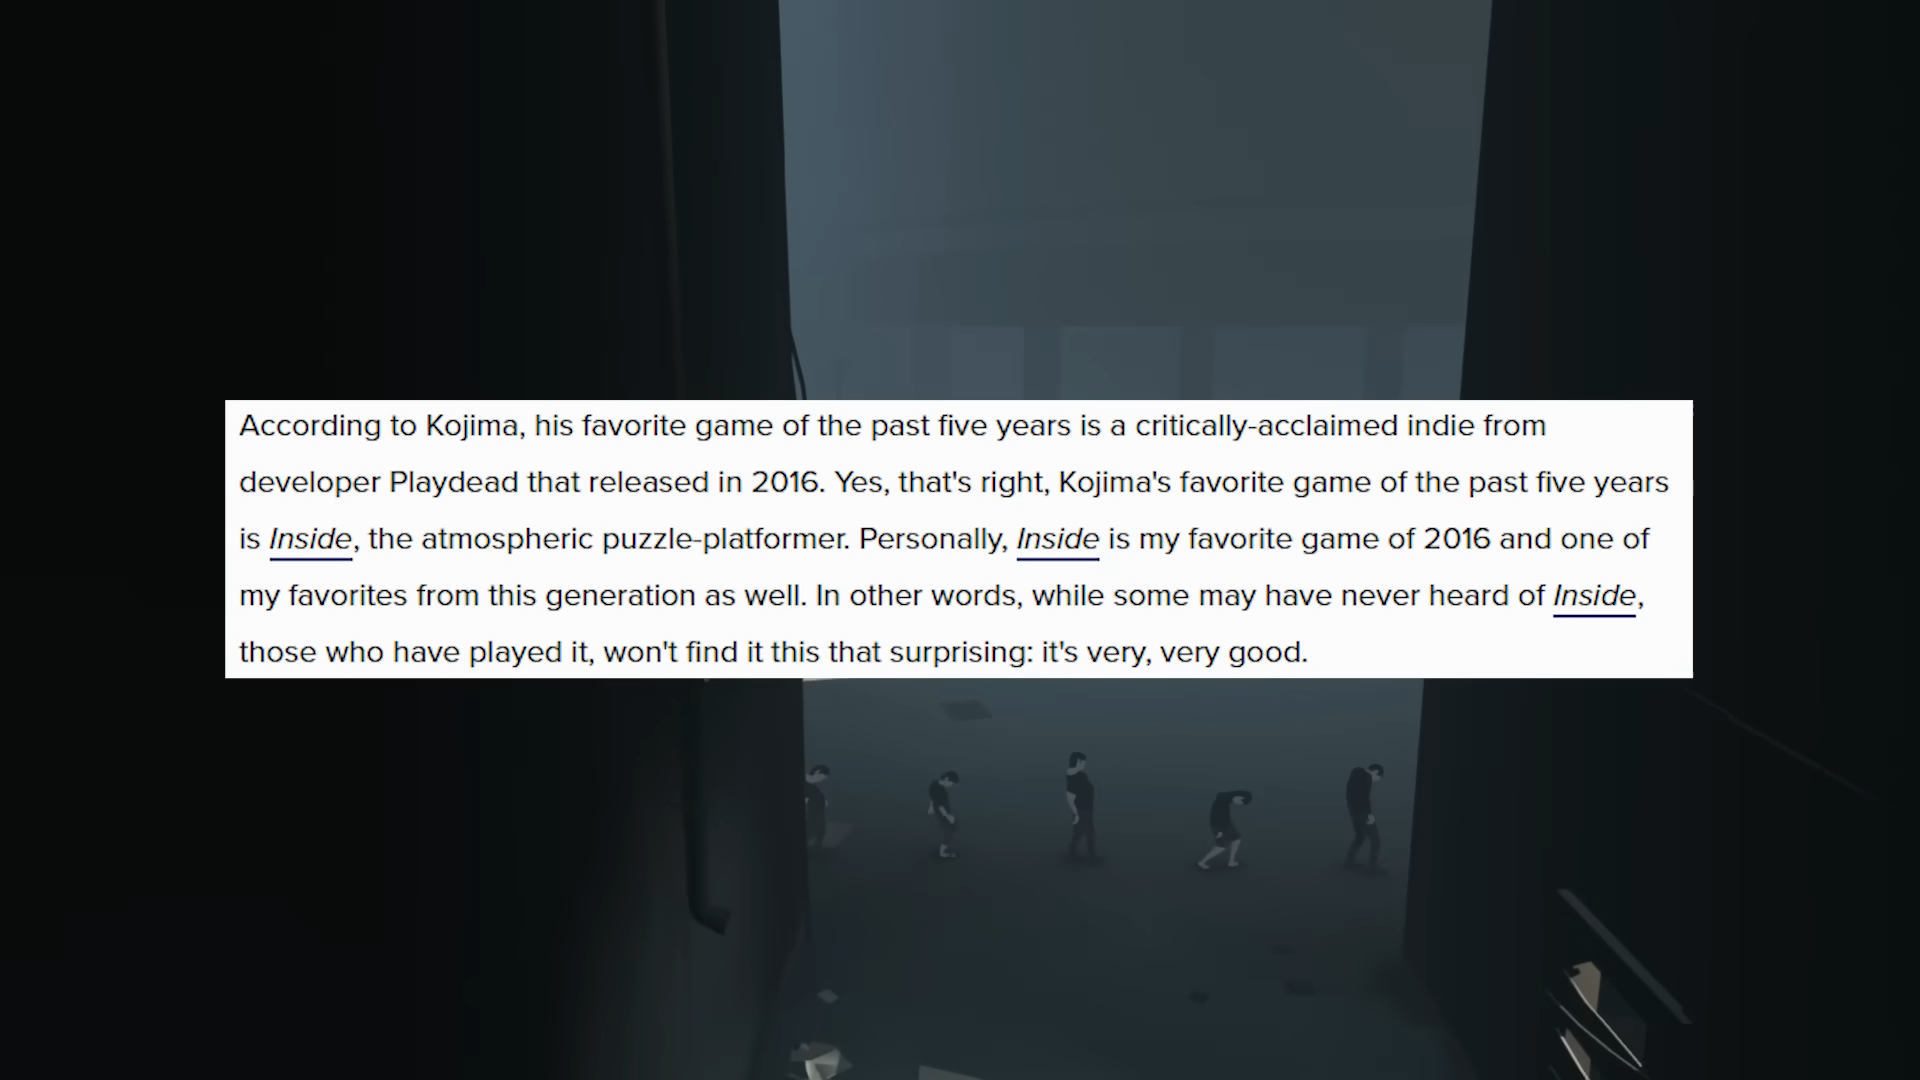 According to Kojima, his favorite game of the past five years is a critically-acclaimed indie from
developer Playdead that released in 2016. Yes, that's right, Kojima's favorite game of the past five years
is Inside, the atmospheric puzzle-platformer. Personally, Inside is my favorite game of 2016 and one of
my favorites from this generation as well. In other words, while some may have never heard of Inside,
those who have played it, won't find it this that surprising: it's very, very good.